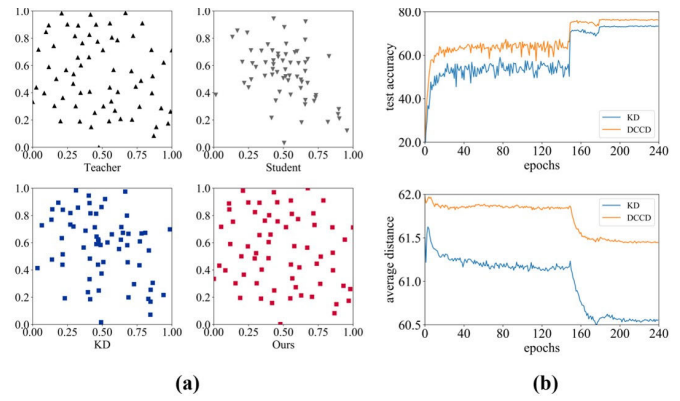 1.0
0.8
0.6
0.4
0.2
0.0
0.00 0.25 0.50 0.75 1.00
Teacher
1.0
0.8
0.6
0.4
0.2
0.0
0.00 0.25 0.50 0.75 1.00
Student
1.0
0.8
0.6
0.4
0.2
0.0
0.00 0.25 0.50 0.75 1.00
KD
1.0
0.8
0.6
0.4
0.2
0.0
0.00 0.25 0.50 0.75 1.00
Ours
(a)
test accuracy
80.0
60.0
40.0
20.0
KD
DCCD
0 40 80 120 160 200 240
epochs
average distance
62.0
61.5
61.0
60.5
KD
DCCD
0 40 80 120 160 200 240
epochs
(b)